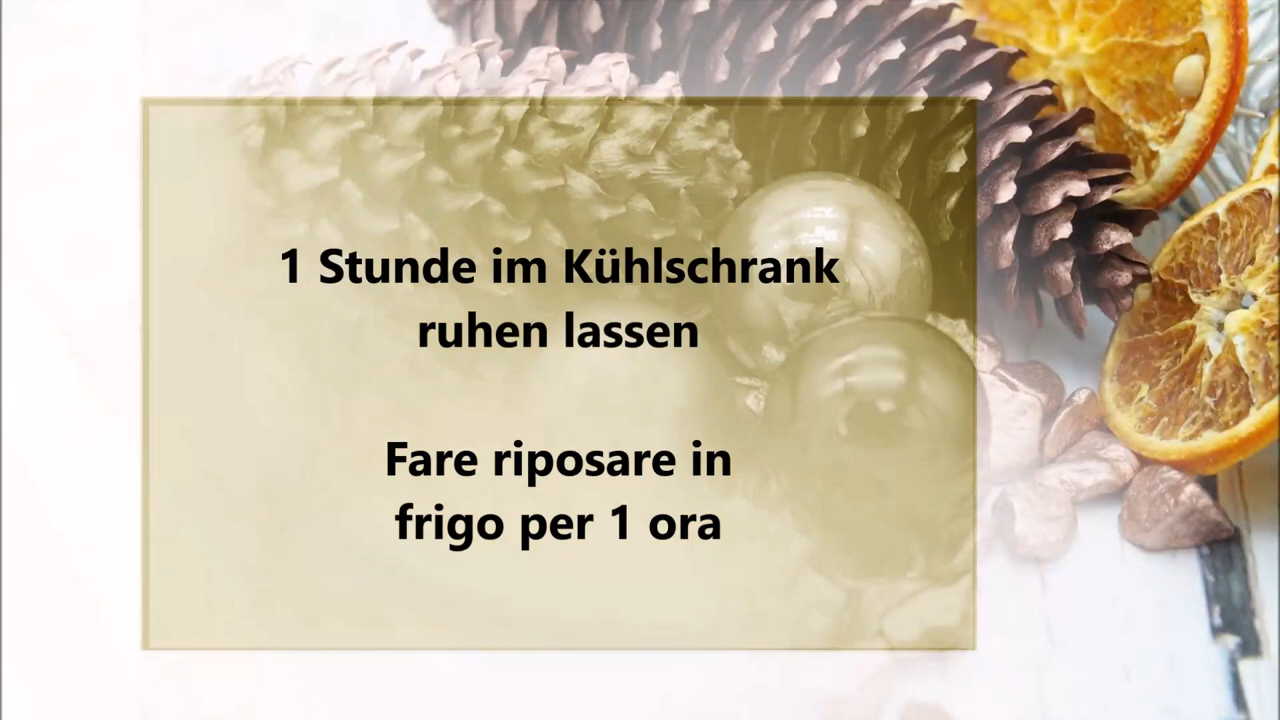 1 Stunde im Kühlschrank
ruhen lassen
Fare riposare in
frigo per 1 ora